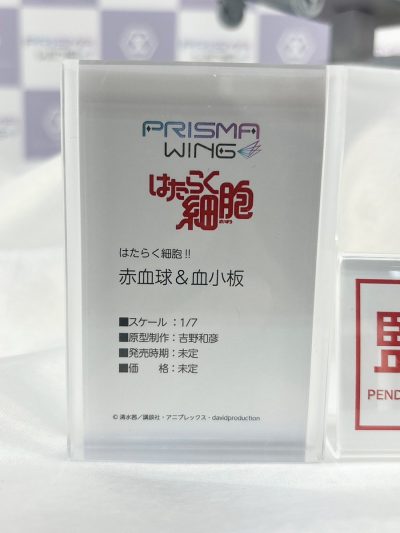 PRISMA
WING
はたらく
細胞
はたらく細胞!!
赤血球&血小板
■スケール：1/7
■原型制作：吉野和彦
■発売時期：未定
■価　　格：未定
© 清水茜／講談社・アニプレックス・davidproduction
監
PEND